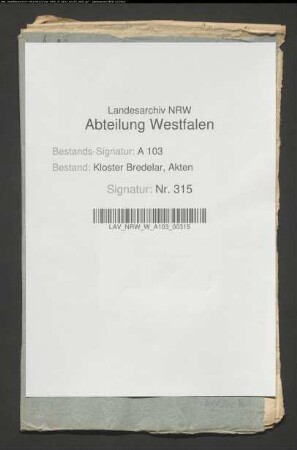 Landesarchiv NRW
Abteilung Westfalen
Bestands-Signatur: A 103
Bestand: Kloster Bredelar, Akten
Signatur: Nr. 315
LAV_NRW_W_A103_00315